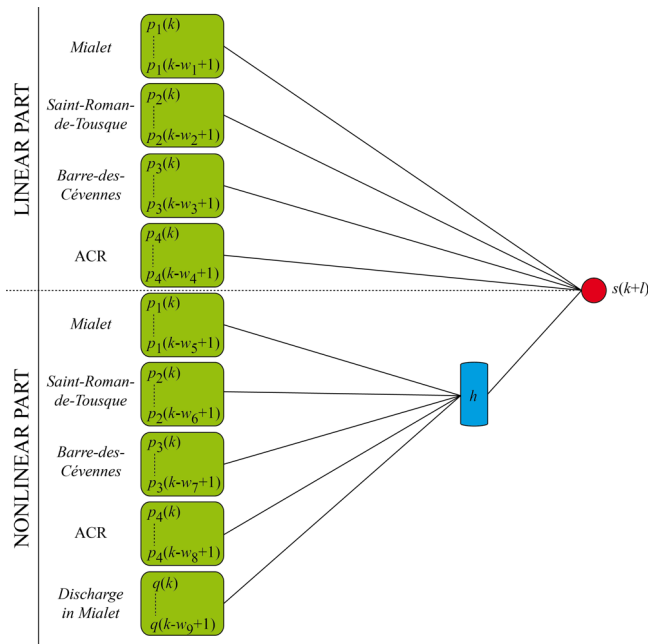 LINEAR PART
Mialet
p1(k)
p1(k-w1+1)
Saint-Roman-
de-Tousque
p2(k)
p2(k-w2+1)
Barre-des-
Cévennes
p3(k)
p3(k-w3+1)
ACR
p4(k)
p4(k-w4+1)
s(k+l)
NONLINEAR PART
Mialet
p1(k)
p1(k-w5+1)
Saint-Roman-
de-Tousque
p2(k)
p2(k-w6+1)
h
Barre-des-
Cévennes
p3(k)
p3(k-w7+1)
ACR
p4(k)
p4(k-w8+1)
Discharge
in Mialet
q(k)
q(k-w9+1)